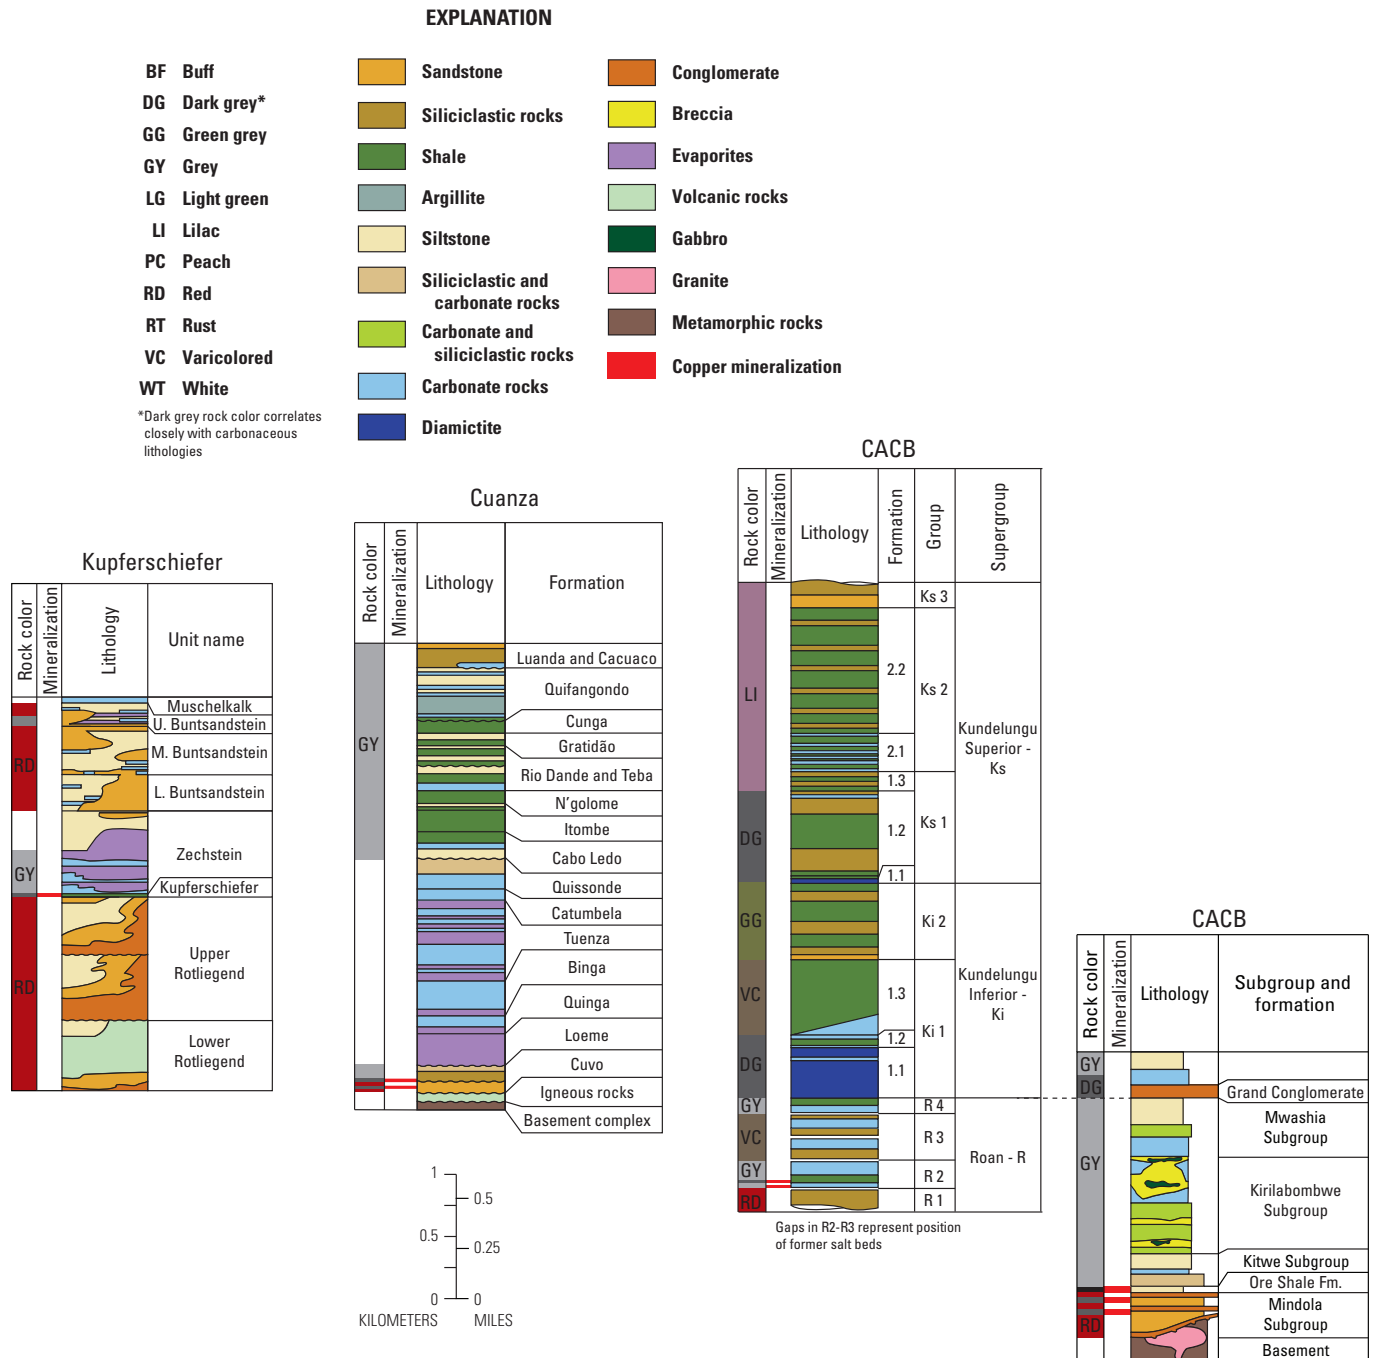 EXPLANATION
BF Buff
DG Dark grey*
GG Green grey
GY Grey
LG Light green
LI Lilac
PC Peach
RD Red
RT Rust
VC Varicolored
WT White
*Dark grey rock color correlates
closely with carbonaceous
lithologies
Sandstone
Siliciclastic rocks
Shale
Argillite
Siltstone
Siliciclastic and
carbonate rocks
Carbonate and
siliciclastic rocks
Carbonate rocks
Diamictite
Conglomerate
Breccia
Evaporites
Volcanic rocks
Gabbro
Granite
Metamorphic rocks
Copper mineralization
Kupferschiefer
Rock color
Mineralization
Lithology
Unit name
RD
GY
RD
Muschelkalk
U. Buntsandstein
M. Buntsandstein
L. Buntsandstein
Zechstein
Kupferschiefer
Upper
Rotliegend
Lower
Rotliegend
Cuanza
Rock color
Mineralization
Lithology
Formation
GY
Luanda and Cacuaco
Quifangondo
Cunga
Gratidão
Rio Dande and Teba
N'golome
Itombe
Cabo Ledo
Quissonde
Catumbela
Tuenza
Binga
Quinga
Loeme
Cuvo
Igneous rocks
Basement complex
1
0.5
0
KILOMETERS
0.5
0.25
0
MILES
CACB
Rock color
Mineralization
Lithology
Formation
Group
Supergroup
LI
DG
GG
VC
DG
GY
VC
GY
RD
2.2
2.1
1.3
1.2
1.1
1.3
1.2
1.1
Ks 3
Ks 2
Ks 1
Ki 2
Ki 1
R 4
R 3
R 2
R 1
Kundelungu
Superior -
Ks
Kundelungu
Inferior -
Ki
Roan - R
Gaps in R2-R3 represent position
of former salt beds
CACB
Rock color
Mineralization
Lithology
Subgroup and
formation
GY
DG
GY
RD
Grand Conglomerate
Mwashia
Subgroup
Kirilabombwe
Subgroup
Kitwe Subgroup
Ore Shale Fm.
Mindola
Subgroup
Basement